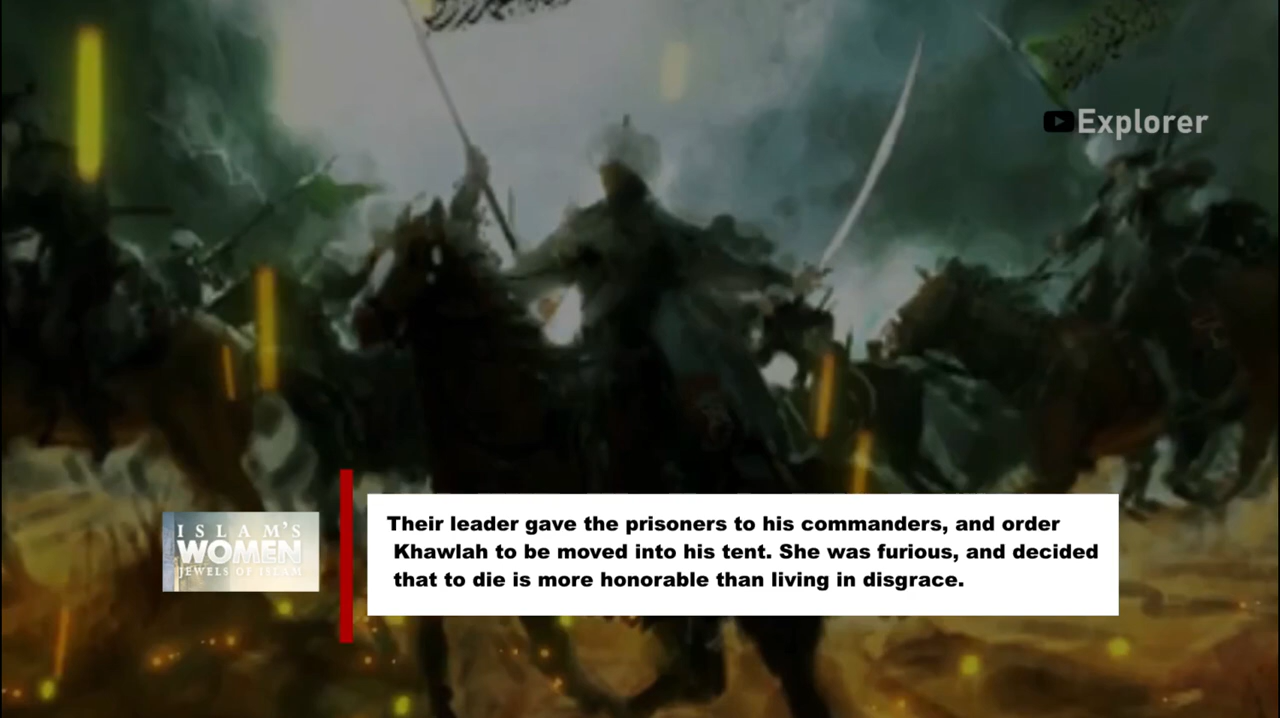 Explorer
Their leader gave the prisoners to his commanders, and order
Khawlah to be moved into his tent. She was furious, and decided
that to die is more honorable than living in disgrace.
ISLAM'S
WOMEN
JEWELS OF ISLAM